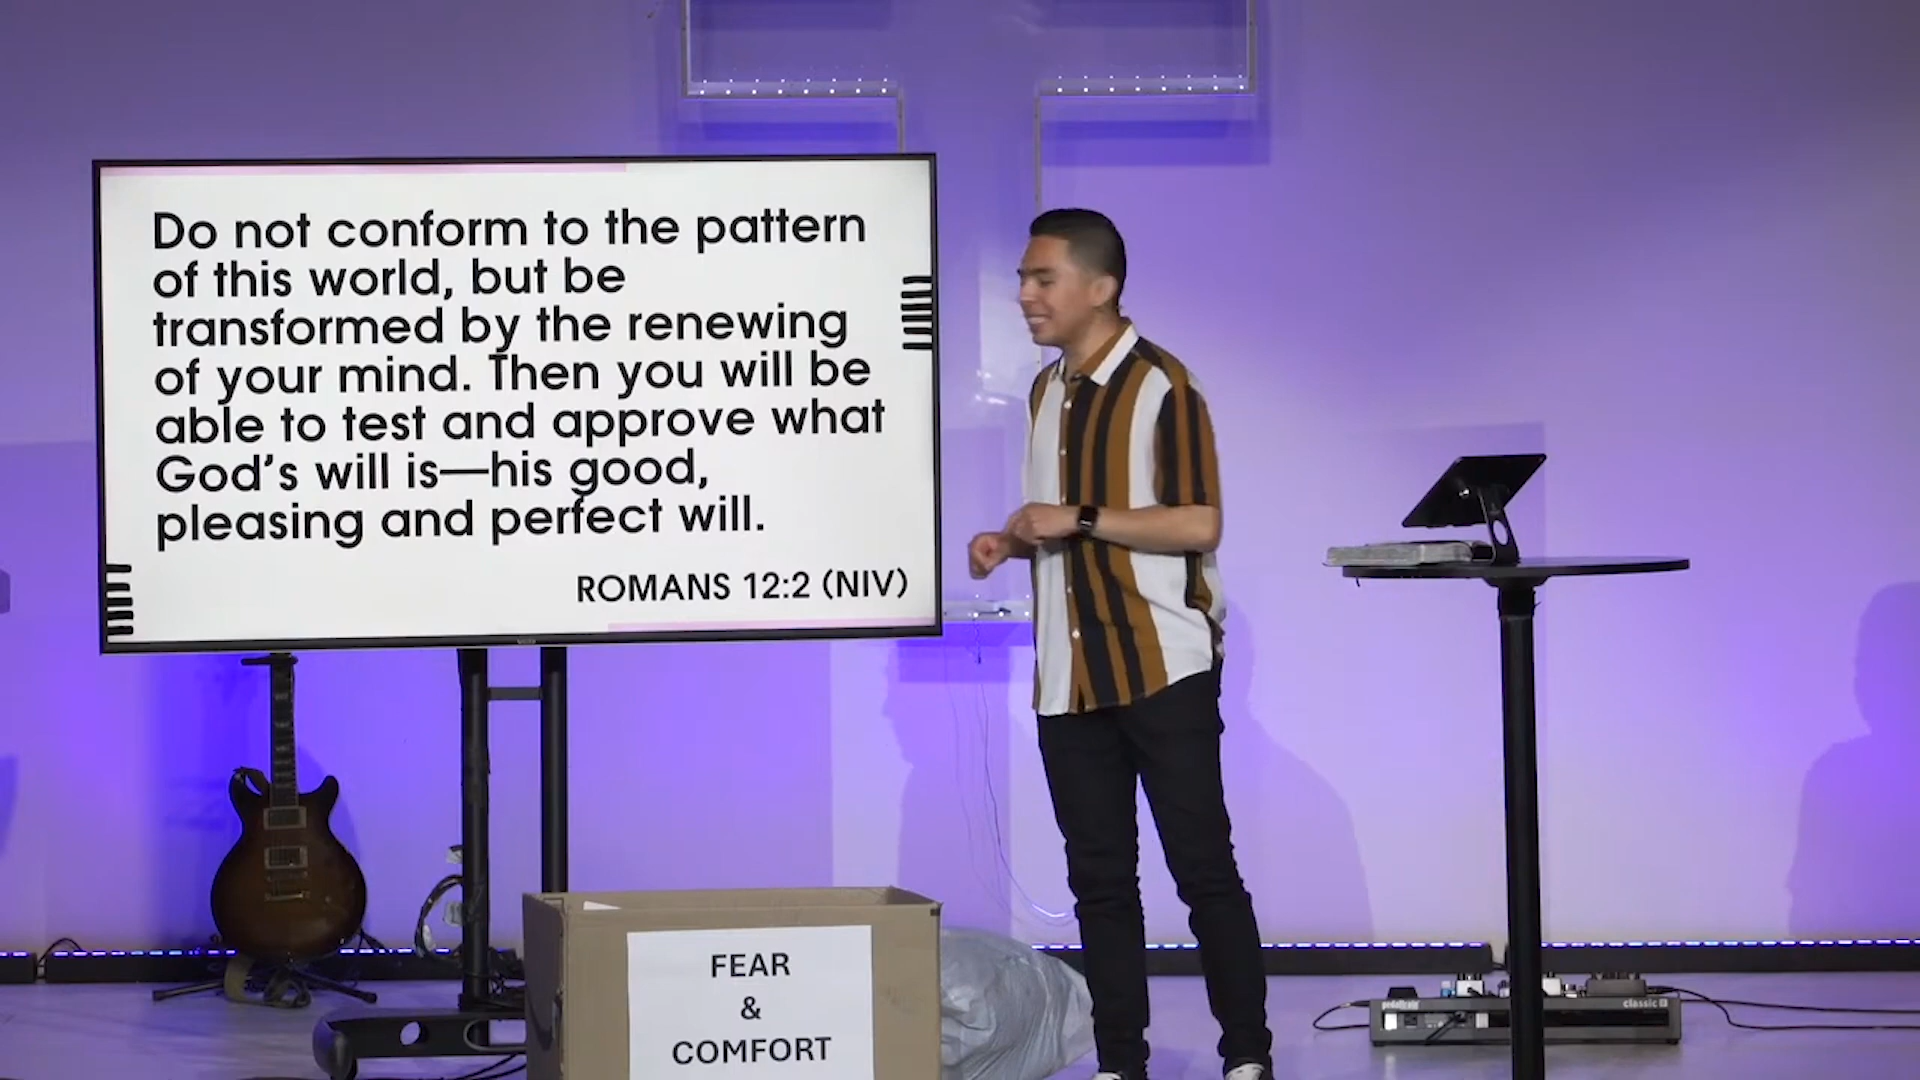 Do not conform to the pattern
of this world, but be
transformed by the renewing
of your mind. Then you will be
able to test and approve what
God's will is—his good,
pleasing and perfect will.
ROMANS 12:2 (NIV)
FEAR
&
COMFORT
pedaltrain
classic